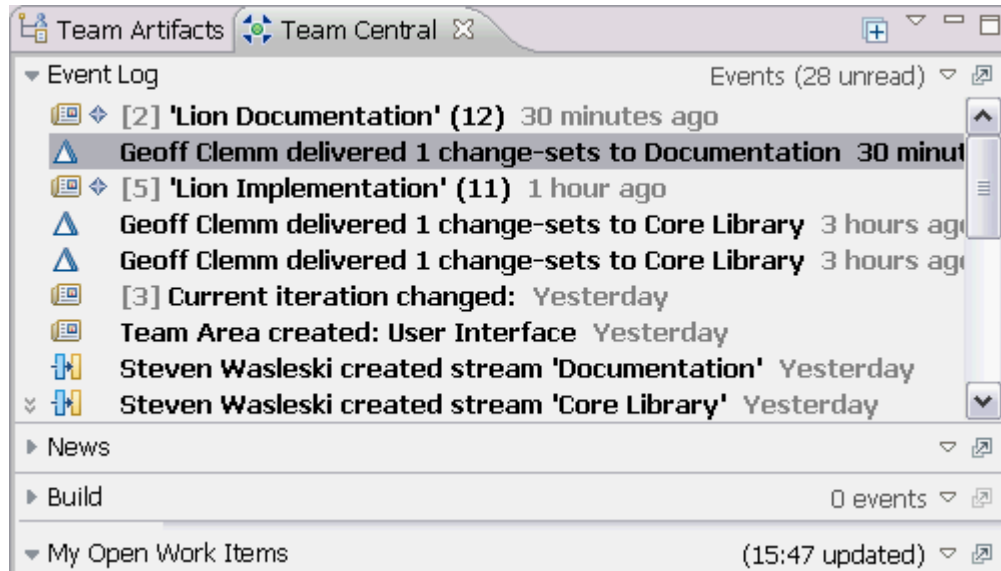 Team Artifacts Team Central
Event Log Events (28 unread)
[2] 'Lion Documentation' (12) 30 minutes ago
Geoff Clemm delivered 1 change-sets to Documentation 30 minut
[5] 'Lion Implementation' (11) 1 hour ago
Geoff Clemm delivered 1 change-sets to Core Library 3 hours ag
Geoff Clemm delivered 1 change-sets to Core Library 3 hours ag
[3] Current iteration changed: Yesterday
Team Area created: User Interface Yesterday
Steven Wasleski created stream 'Documentation' Yesterday
Steven Wasleski created stream 'Core Library' Yesterday
News
Build 0 events
My Open Work Items (15:47 updated)